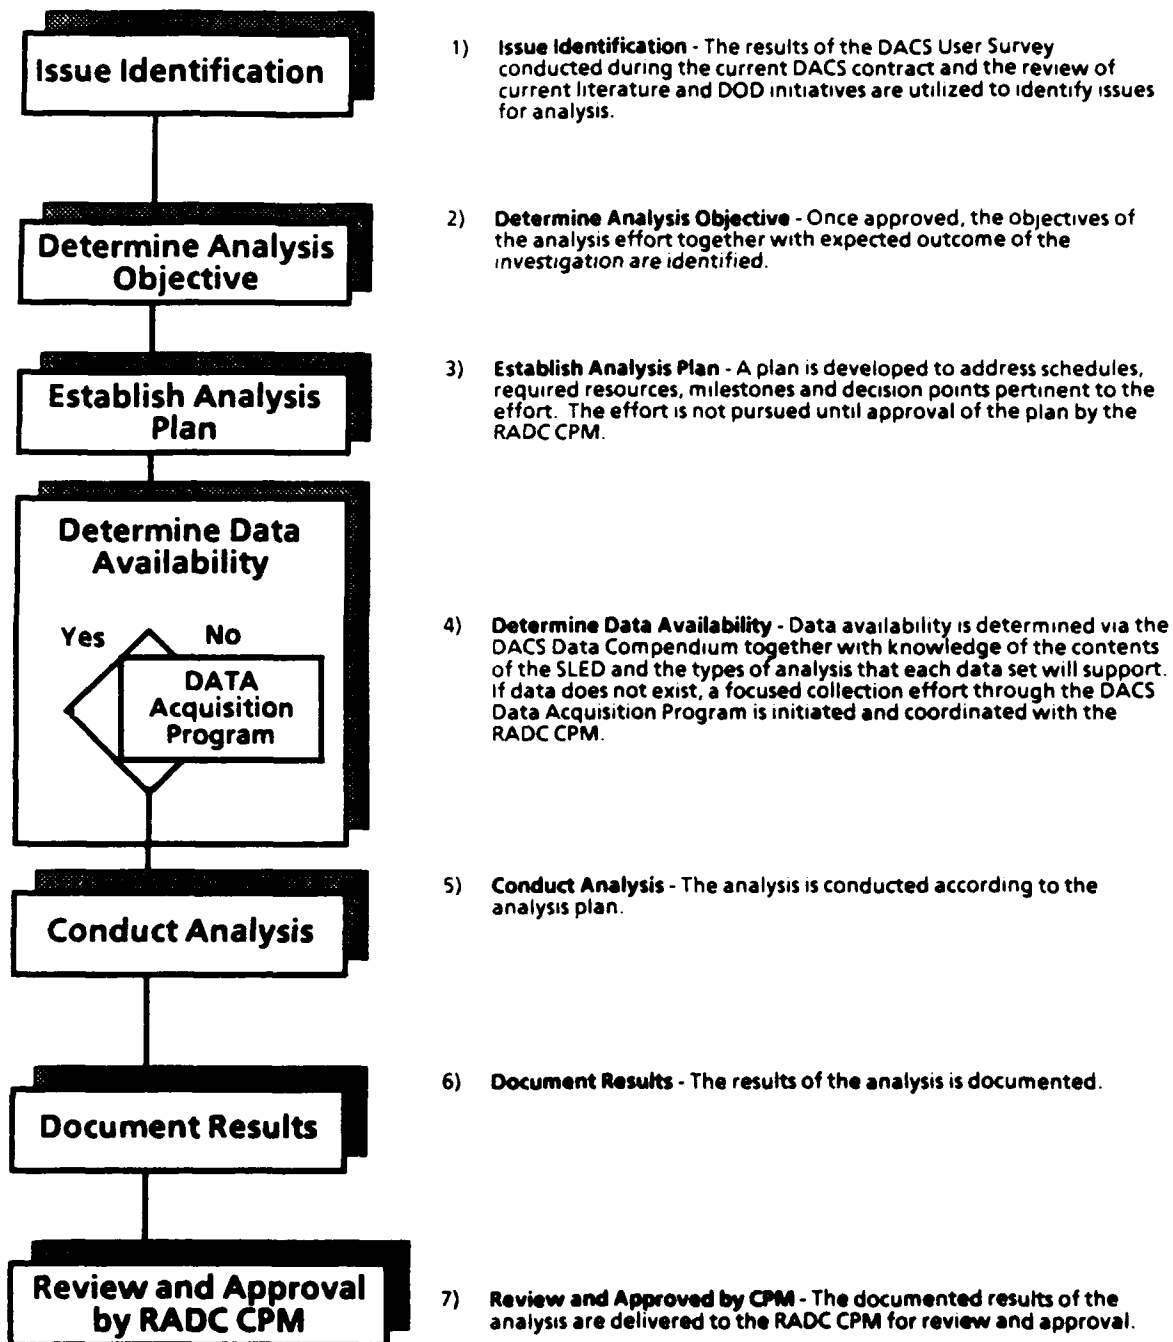 Issue Identification
1) Issue Identification - The results of the DACS User Survey
conducted during the current DACS contract and the review of
current literature and DOD initiatives are utilized to identify issues
for analysis.
Determine Analysis
Objective
2) Determine Analysis Objective - Once approved, the objectives of
the analysis effort together with expected outcome of the
investigation are identified.
Establish Analysis
Plan
3) Establish Analysis Plan - A plan is developed to address schedules,
required resources, milestones and decision points pertinent to the
effort. The effort is not pursued until approval of the plan by the
RADC CPM.
Determine Data
Availability
Yes No
DATA
Acquisition
Program
4) Determine Data Availability - Data availability is determined via the
DACS Data Compendium together with knowledge of the contents
of the SLED and the types of analysis that each data set will support.
If data does not exist, a focused collection effort through the DACS
Data Acquisition Program is initiated and coordinated with the
RADC CPM.
Conduct Analysis
5) Conduct Analysis - The analysis is conducted according to the
analysis plan.
Document Results
6) Document Results - The results of the analysis is documented.
Review and Approval
by RADC CPM
7) Review and Approved by CPM - The documented results of the
analysis are delivered to the RADC CPM for review and approval.